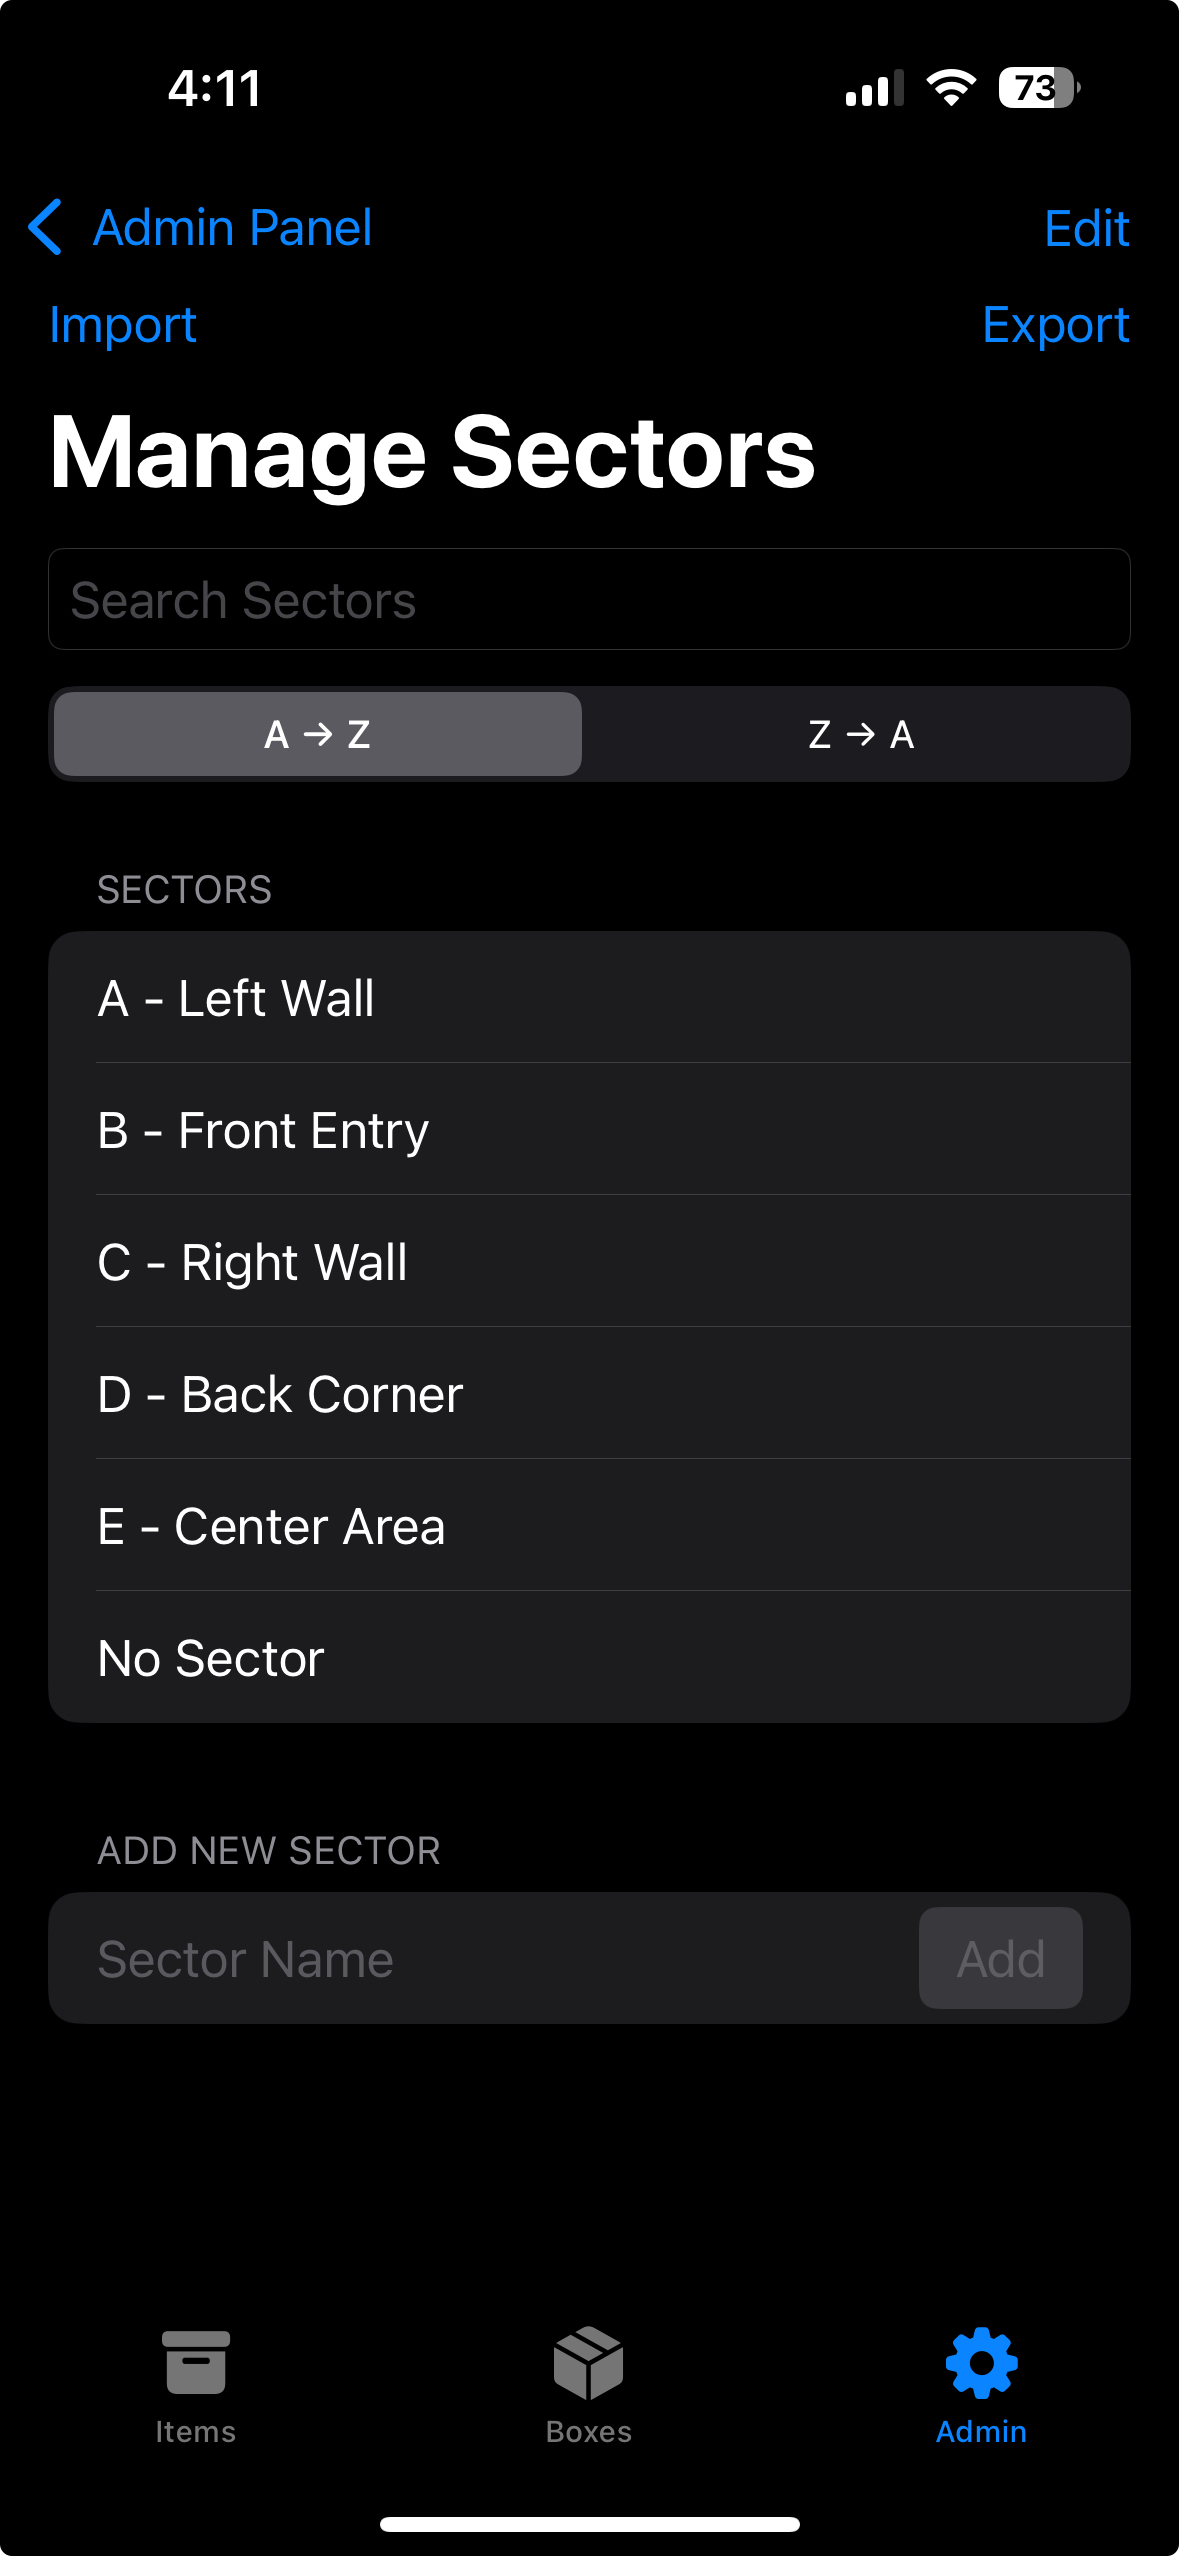 4:11
73
Admin Panel
Edit
Import
Export
Manage Sectors
Search Sectors
A → Z
Z → A
SECTORS
A - Left Wall
B - Front Entry
C - Right Wall
D - Back Corner
E - Center Area
No Sector
ADD NEW SECTOR
Sector Name
Add
Items
Boxes
Admin